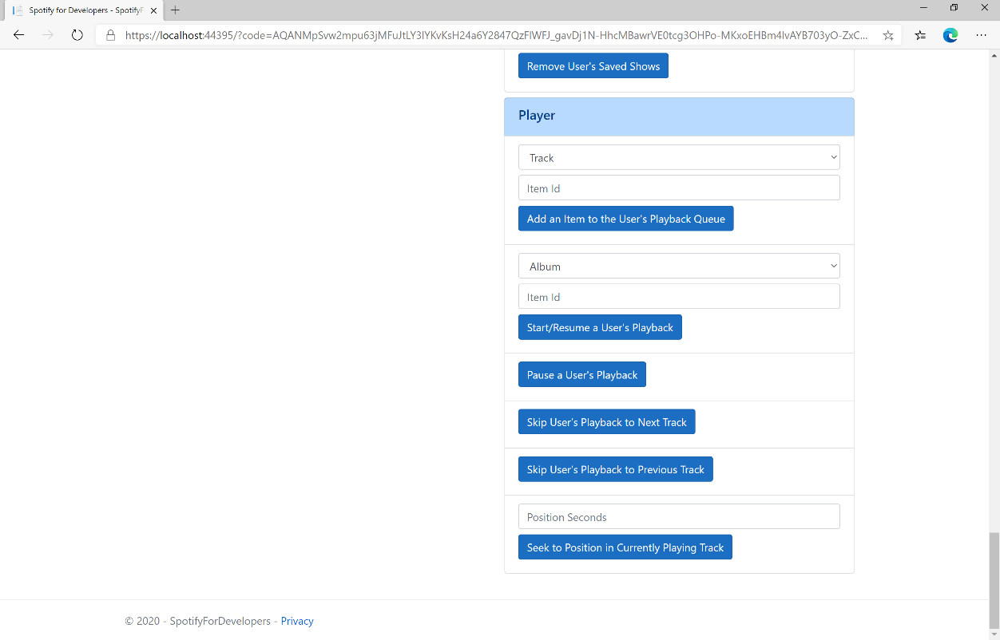 Spotify for Developers - SpotifyF
https://localhost:44395/?code=AQANMpSvw2mpu63jMFuJtLY3lYKvKsH24a6Y2847QzFlWFJ_gavDj1N-HhcMBawrVE0tcg3OHPo-MKxoEHBm4lvAYB703yO-ZxC...
Remove User's Saved Shows
Player
Track
Item Id
Add an Item to the User's Playback Queue
Album
Item Id
Start/Resume a User's Playback
Pause a User's Playback
Skip User's Playback to Next Track
Skip User's Playback to Previous Track
Position Seconds
Seek to Position in Currently Playing Track
© 2020 - SpotifyForDevelopers - Privacy